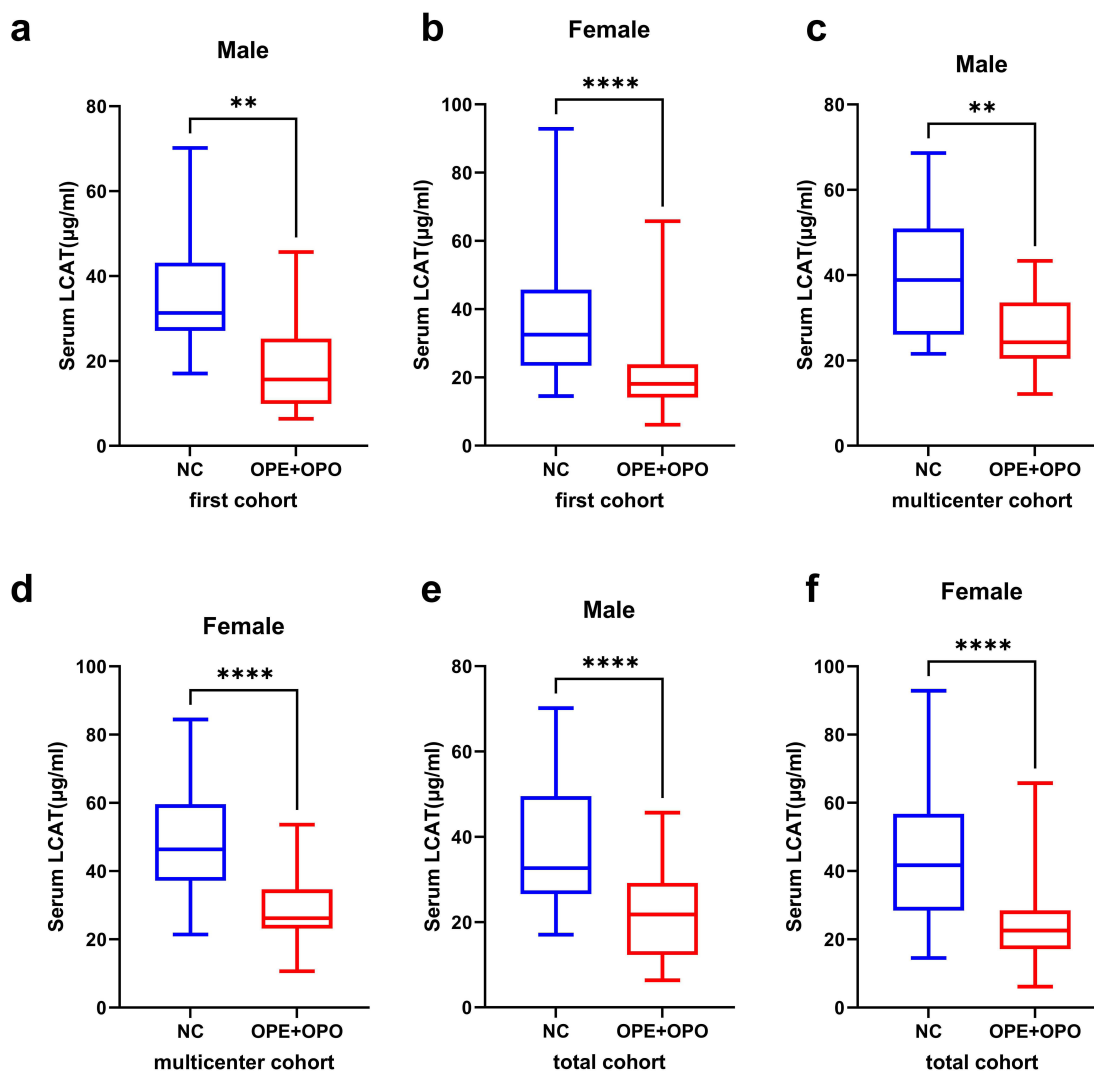 a
Male
**
Serum LCAT(µg/ml)
80
60
40
20
0
NC
OPE+OPO
first cohort
b
Female
****
Serum LCAT(µg/ml)
100
80
60
40
20
0
NC
OPE+OPO
first cohort
c
Male
**
Serum LCAT(µg/ml)
80
60
40
20
0
NC
OPE+OPO
multicenter cohort
d
Female
****
Serum LCAT(µg/ml)
100
80
60
40
20
0
NC
OPE+OPO
multicenter cohort
e
Male
****
Serum LCAT(µg/ml)
80
60
40
20
0
NC
OPE+OPO
total cohort
f
Female
****
Serum LCAT(µg/ml)
100
80
60
40
20
0
NC
OPE+OPO
total cohort